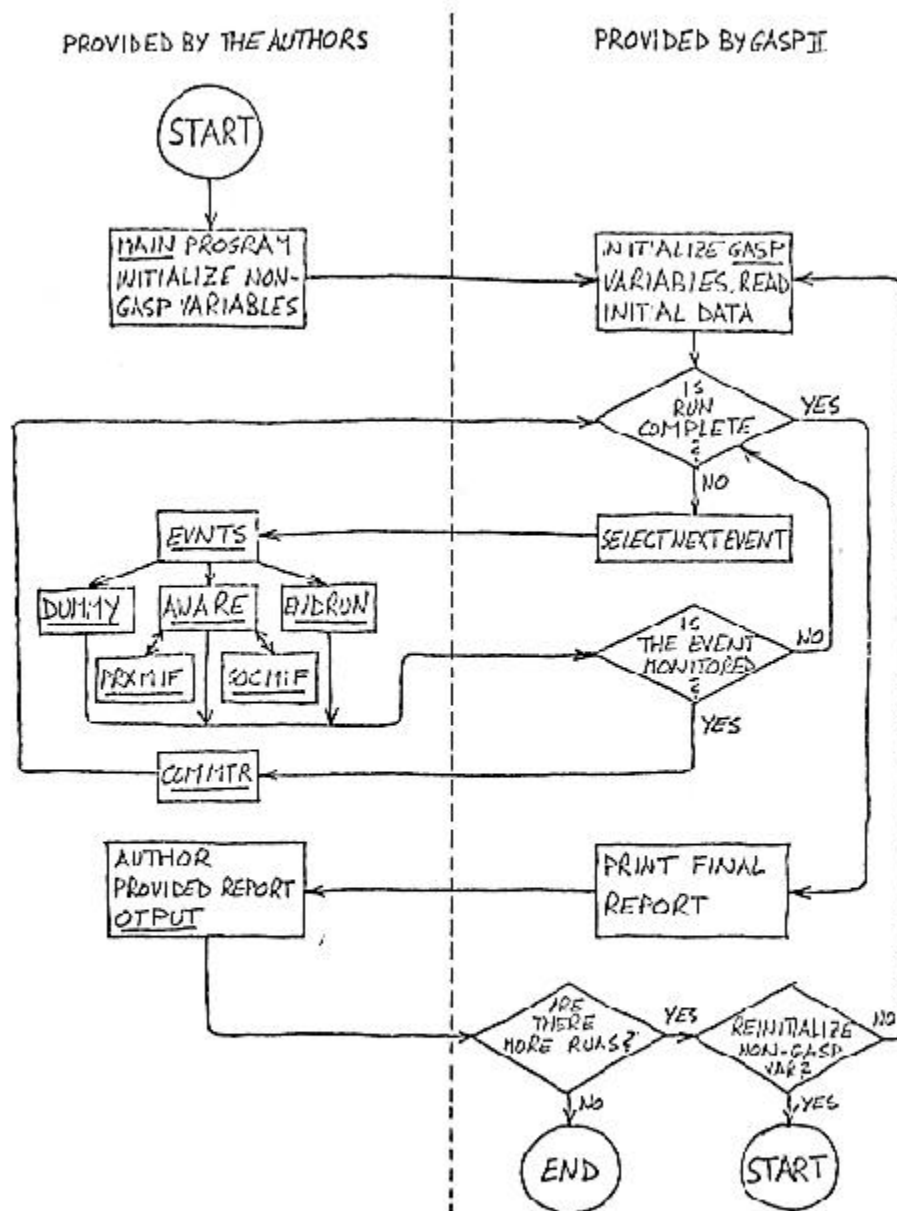 PROVIDED BY THE AUTHORS
PROVIDED BY GASP II
START
MAIN PROGRAM
INITIALIZE NON-
GASP VARIABLES
INITIALIZE GASP
VARIABLES. READ
INITIAL DATA
IS
RUN
COMPLETE
?
YES
NO
EVNTS
SELECT NEXT EVENT
DUMMY
AWARE
ENDRUN
IS
THE EVENT
MONITORED
?
NO
PRXMIF
SOCMIF
YES
COMMTR
AUTHOR
PROVIDED REPORT
OTPUT
PRINT FINAL
REPORT
ARE
THERE
MORE RUNS?
YES
REINITIALIZE
NON-GASP
VAR?
NO
NO
YES
END
START